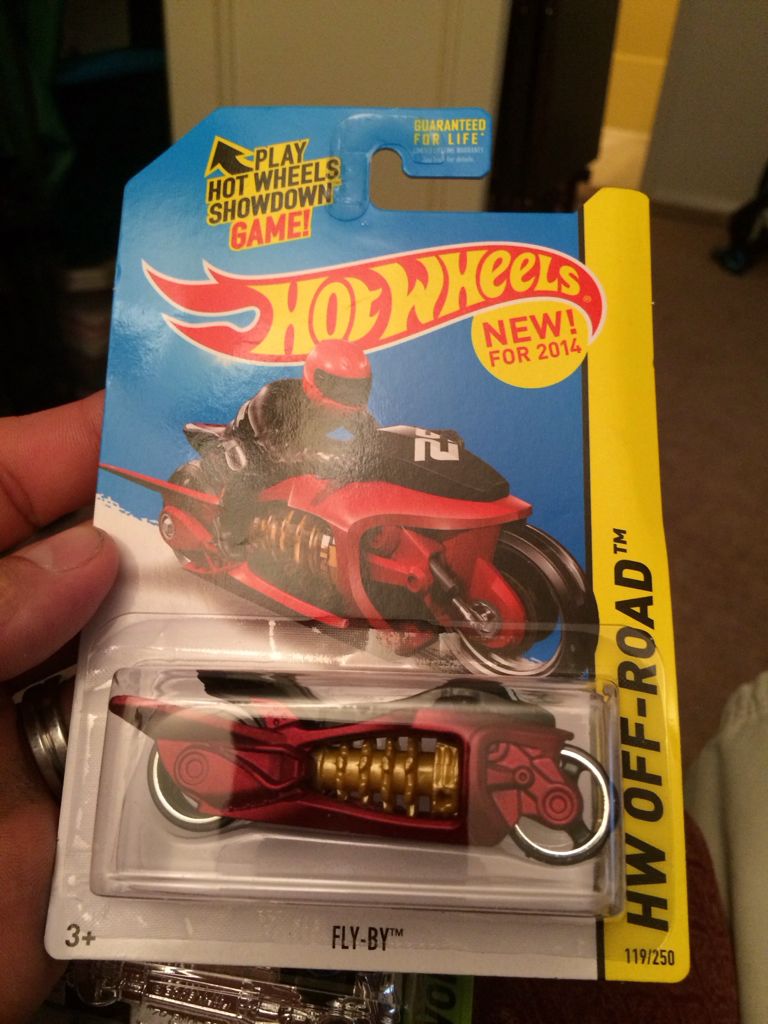 GUARANTEED
FOR LIFE*
PLAY
HOT WHEELS
SHOWDOWN
GAME!
HOT WHEELS®
NEW!
FOR 2014
HW OFF-ROAD™
3+
FLY-BY™
119/250